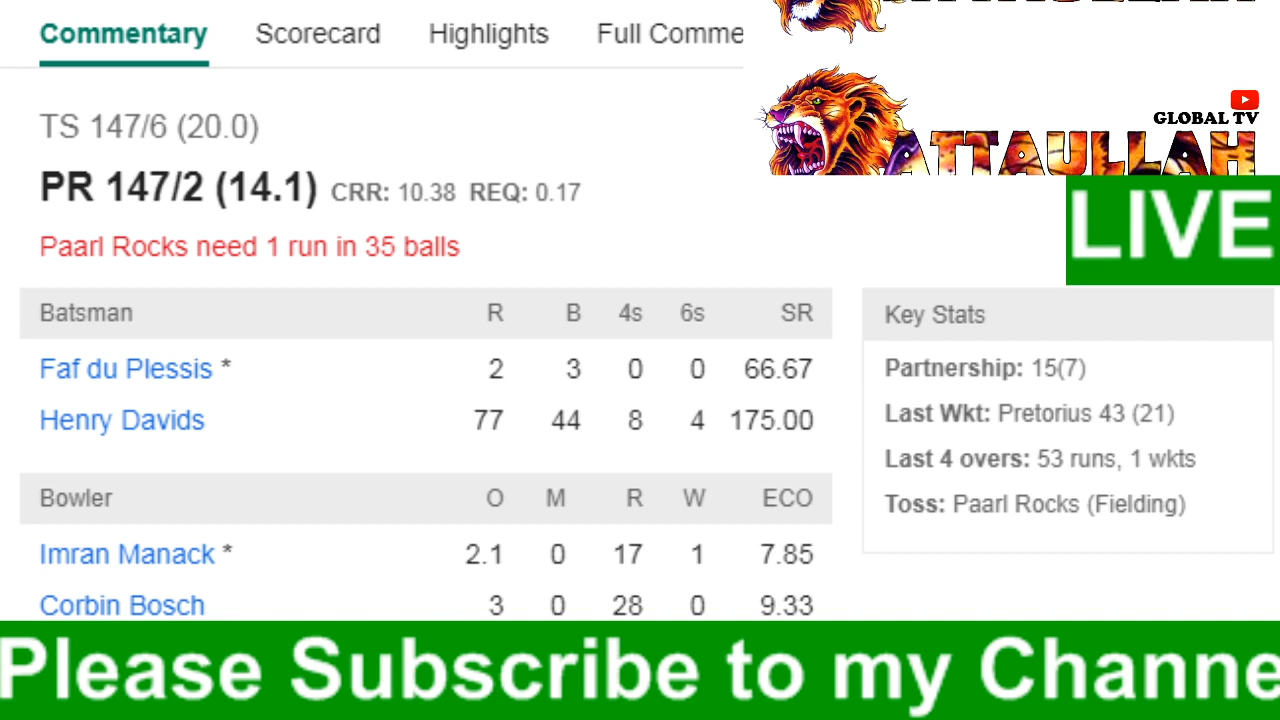 Commentary Scorecard Highlights Full Comme
GLOBAL TV
ATTAULLAH
TS 147/6 (20.0)
PR 147/2 (14.1) CRR: 10.38 REQ: 0.17
LIVE
Paarl Rocks need 1 run in 35 balls
Batsman R B 4s 6s SR
Faf du Plessis * 2 3 0 0 66.67
Henry Davids 77 44 8 4 175.00
Key Stats
Partnership: 15(7)
Last Wkt: Pretorius 43 (21)
Last 4 overs: 53 runs, 1 wkts
Toss: Paarl Rocks (Fielding)
Bowler O M R W ECO
Imran Manack * 2.1 0 17 1 7.85
Corbin Bosch 3 0 28 0 9.33
Please Subscribe to my Channe